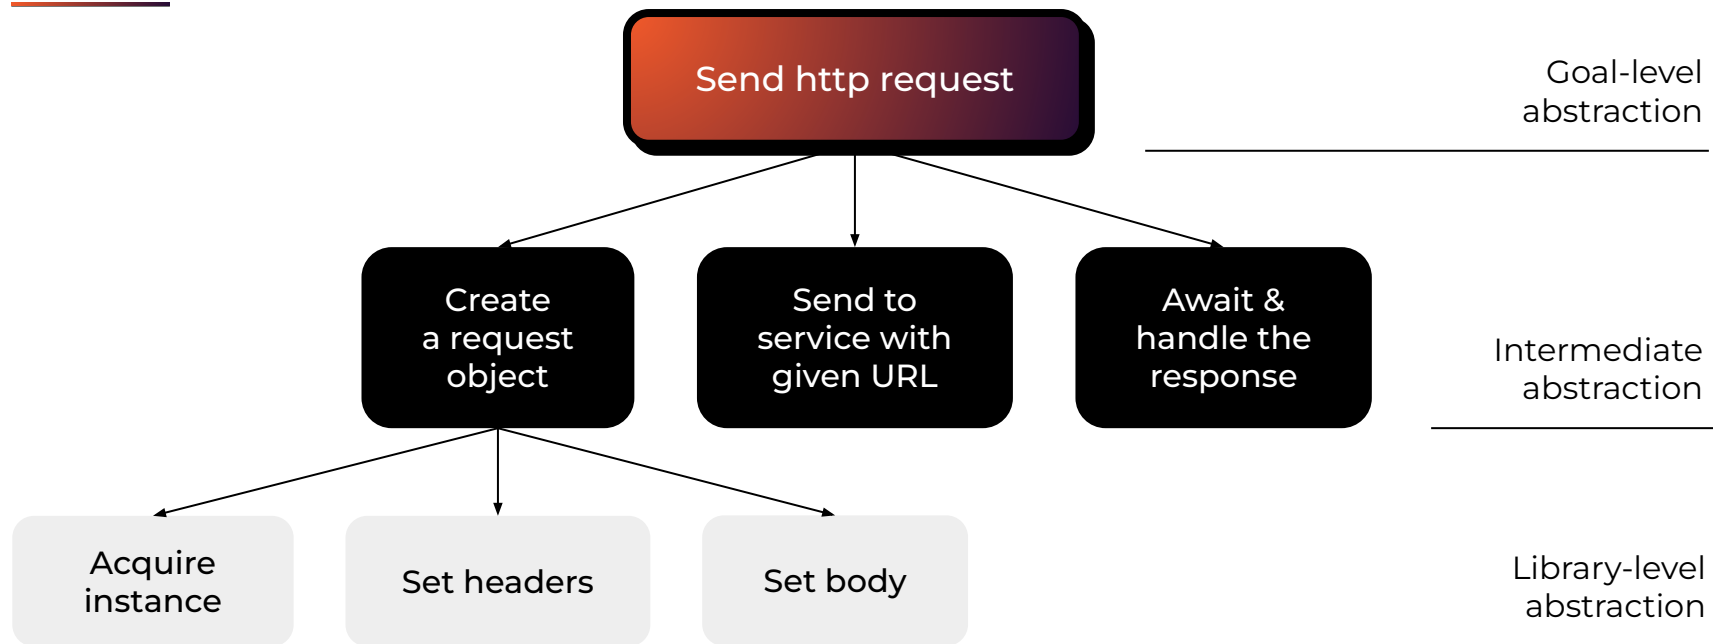 Send http request
Goal-level
abstraction
Create
a request
object
Send to
service with
given URL
Await &
handle the
response
Intermediate
abstraction
Acquire
instance
Set headers
Set body
Library-level
abstraction